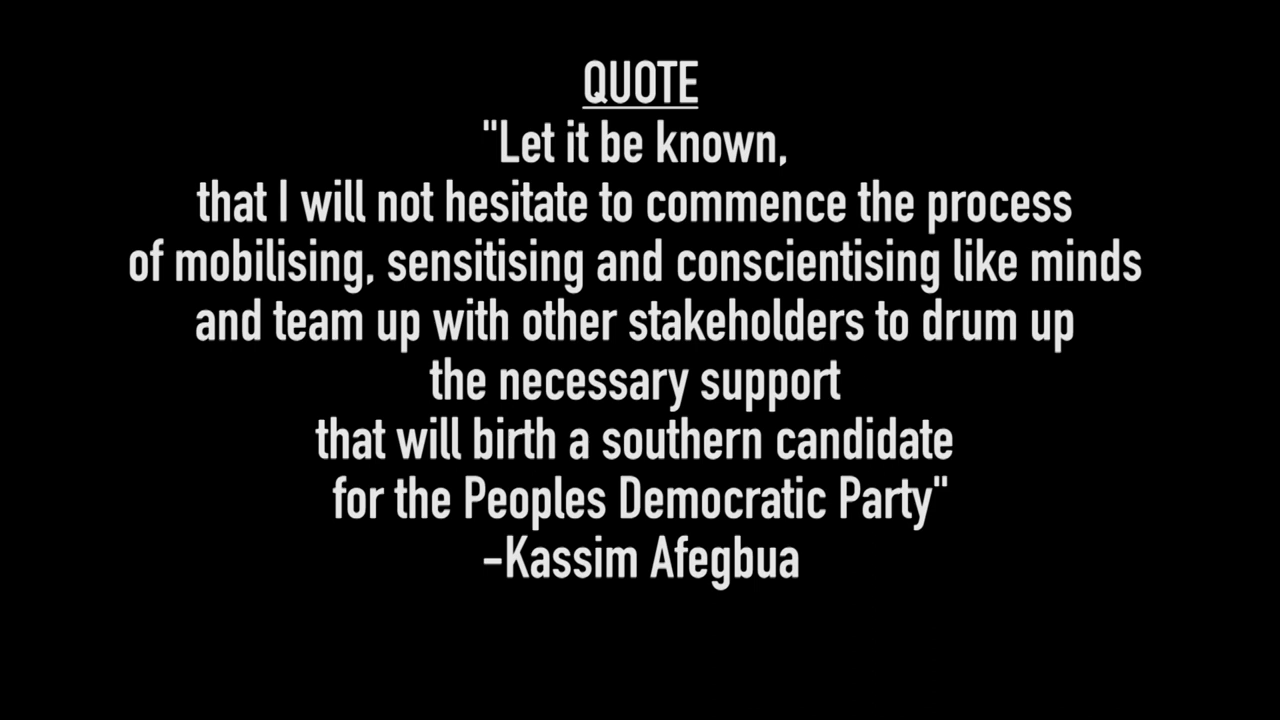 QUOTE
"Let it be known,
that I will not hesitate to commence the process
of mobilising, sensitising and conscientising like minds
and team up with other stakeholders to drum up
the necessary support
that will birth a southern candidate
for the Peoples Democratic Party"
–Kassim Afegbua